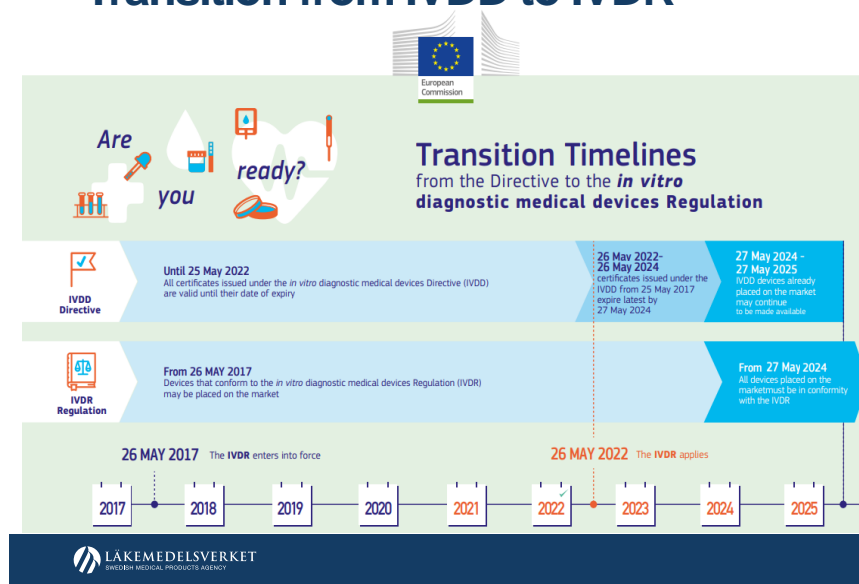 Transition from IVDD to IVDR
European
Commission
Are
you
ready?
Transition Timelines
from the Directive to the in vitro
diagnostic medical devices Regulation
IVDD
Directive
Until 25 May 2022
All certificates issued under the in vitro diagnostic medical devices Directive (IVDD)
are valid until their date of expiry
26 May 2022-
26 May 2024
certificates issued under the
IVDD from 25 May 2017
expire latest by
27 May 2024
27 May 2024 -
27 May 2025
IVDD devices already
placed on the market
may continue
to be made available
IVDR
Regulation
From 26 MAY 2017
Devices that conform to the in vitro diagnostic medical devices Regulation (IVDR)
may be placed on the market
From 27 May 2024
All devices placed on the
marketmust be in conformity
with the IVDR
26 MAY 2017 The IVDR enters into force
26 MAY 2022 The IVDR applies
2017 2018 2019 2020 2021 2022 2023 2024 2025
LÄKEMEDELSVERKET
SWEDISH MEDICAL PRODUCTS AGENCY